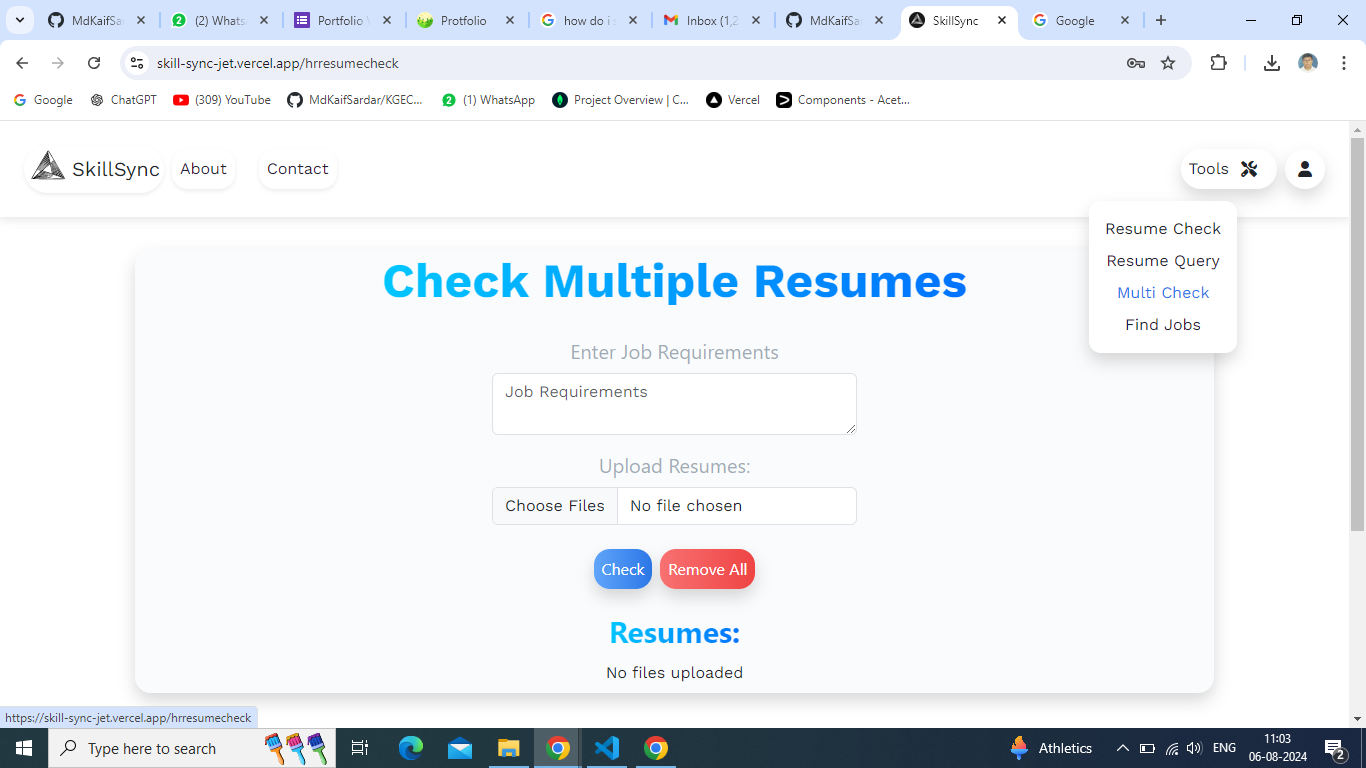 MdKaifSar
(2) Whats
Portfolio
Protfolio
how do i s
Inbox (1,2
MdKaifSar
SkillSync
Google
skill-sync-jet.vercel.app/hrresumecheck
Google
ChatGPT
(309) YouTube
MdKaifSardar/KGEC...
(1) WhatsApp
Project Overview | C...
Vercel
Components - Acet...
SkillSync
About
Contact
Tools
Resume Check
Resume Query
Multi Check
Find Jobs
Check Multiple Resumes
Enter Job Requirements
Job Requirements
Upload Resumes:
Choose Files No file chosen
Check Remove All
Resumes:
No files uploaded
https://skill-sync-jet.vercel.app/hrresumecheck
Type here to search
Athletics
ENG
11:03
06-08-2024
2